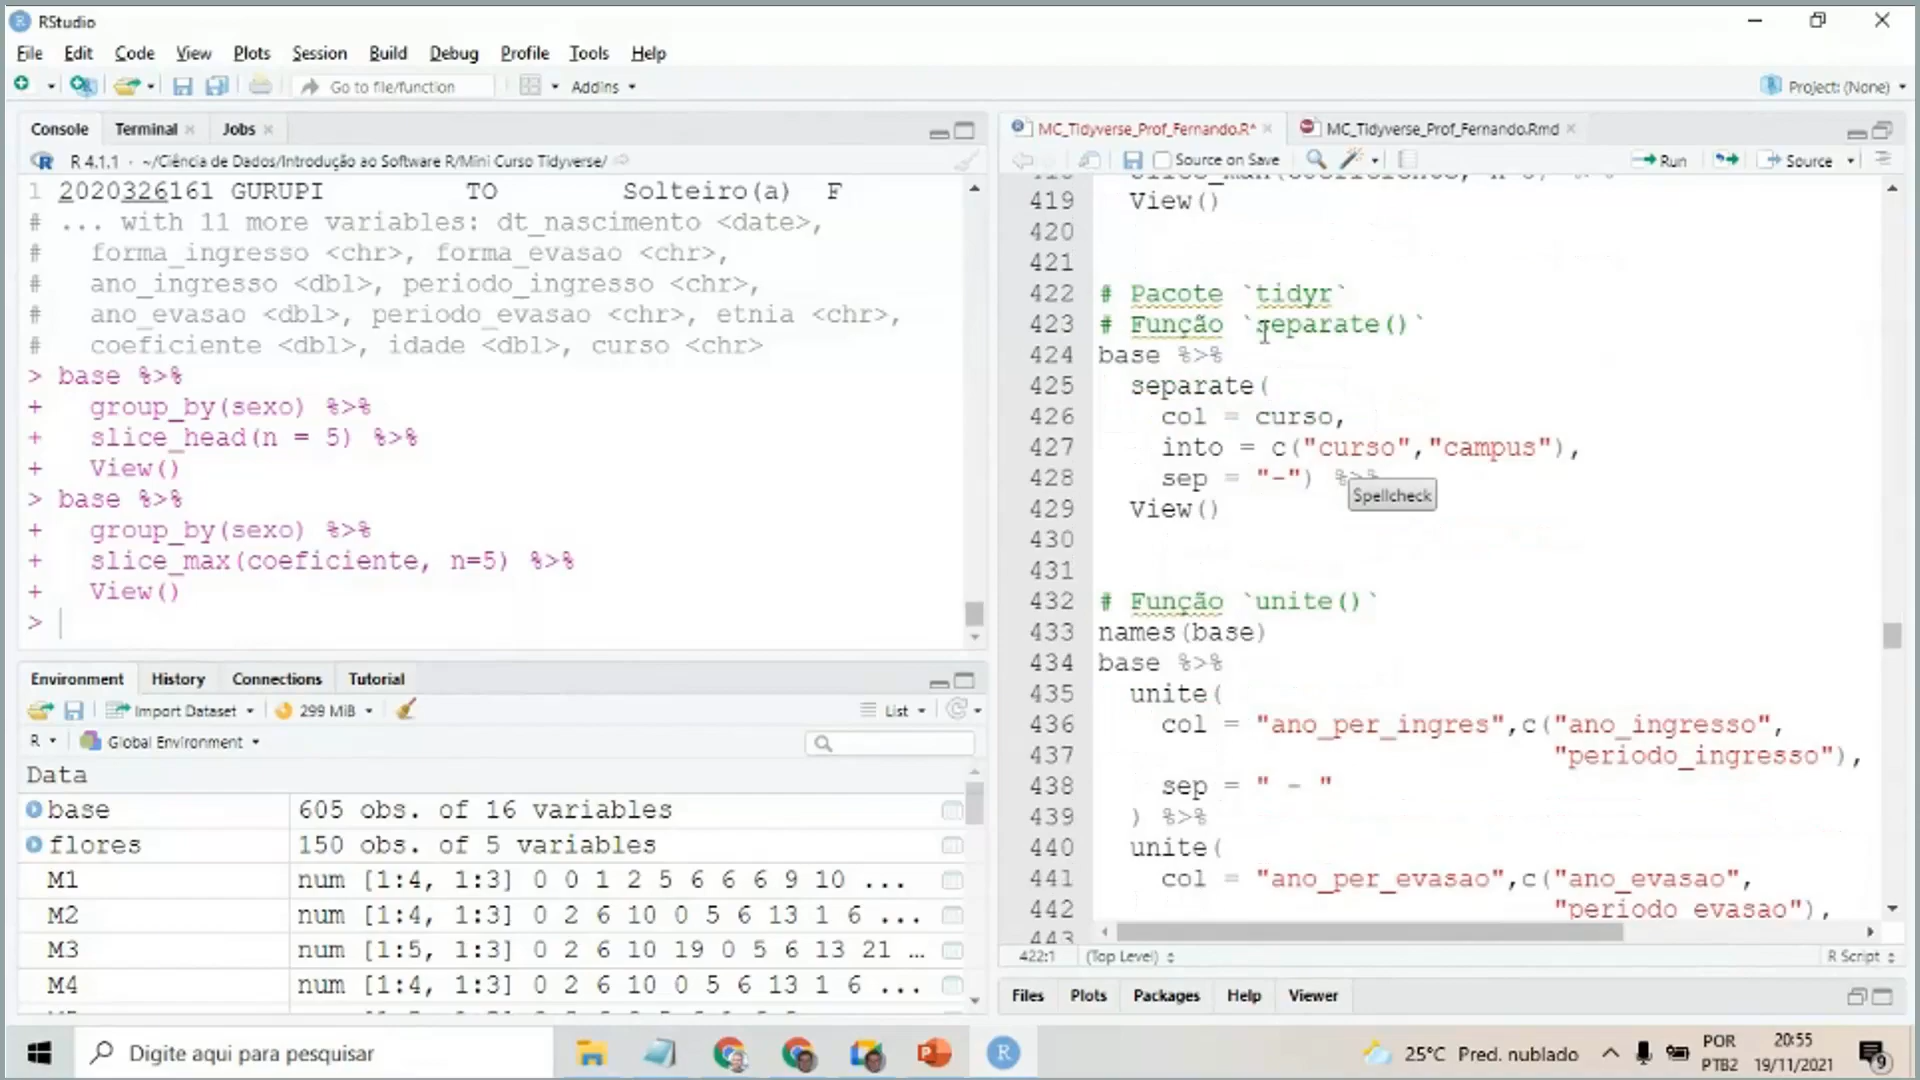 RStudio
File Edit Code View Plots Session Build Debug Profile Tools Help
Go to file/function Addins Project: (None)
Console Terminal Jobs
R 4.1.1 · ~/Ciência de Dados/Introdução ao Software R/Mini Curso Tidyverse/
1 2020326161 GURUPI TO Solteiro(a) F
# ... with 11 more variables: dt_nascimento <date>,
# forma_ingresso <chr>, forma_evasao <chr>,
# ano_ingresso <dbl>, periodo_ingresso <chr>,
# ano_evasao <dbl>, periodo_evasao <chr>, etnia <chr>,
# coeficiente <dbl>, idade <dbl>, curso <chr>
> base %>%
+ group_by(sexo) %>%
+ slice_head(n = 5) %>%
+ View()
> base %>%
+ group_by(sexo) %>%
+ slice_max(coeficiente, n=5) %>%
+ View()
>
Environment History Connections Tutorial
Import Dataset 299 MiB List
R Global Environment
Data
base 605 obs. of 16 variables
flores 150 obs. of 5 variables
M1 num [1:4, 1:3] 0 0 1 2 5 6 6 6 9 10 ...
M2 num [1:4, 1:3] 0 2 6 10 0 5 6 13 1 6 ...
M3 num [1:5, 1:3] 0 2 6 10 19 0 5 6 13 21 …
M4 num [1:4, 1:3] 0 2 6 10 0 5 6 13 1 6 ...
MC_Tidyverse_Prof_Fernando.R* MC_Tidyverse_Prof_Fernando.Rmd
Source on Save Run Source
419 View()
420
421
422 # Pacote `tidyr`
423 # Função `separate()`
424 base %>%
425 separate(
426 col = curso,
427 into = c("curso","campus"),
428 sep = "-") %>%
Spellcheck
429 View()
430
431
432 # Função `unite()`
433 names(base)
434 base %>%
435 unite(
436 col = "ano_per_ingres",c("ano_ingresso",
437 "periodo_ingresso"),
438 sep = " - "
439 ) %>%
440 unite(
441 col = "ano_per_evasao",c("ano_evasao",
442 "periodo_evasao"),
443
422:1 (Top Level) R Script
Files Plots Packages Help Viewer
Digite aqui para pesquisar
25°C Pred. nublado
POR
PTB2
20:55
19/11/2021
9